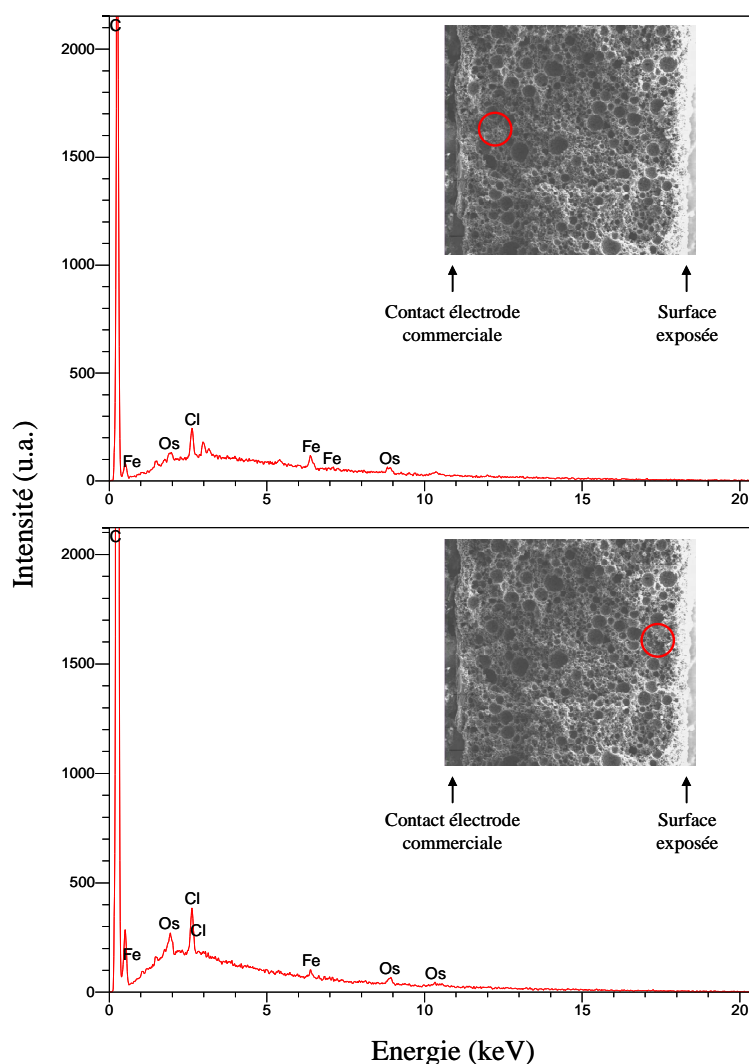 C
2000
1500
1000
500
0
Fe
Os
Cl
Fe
Fe
Os
0
5
10
15
20
Contact électrode
commerciale
Surface
exposée
Intensité (u.a.)
C
2000
1500
1000
500
0
Fe
Os
Cl
Cl
Fe
Os
Os
0
5
10
15
20
Contact électrode
commerciale
Surface
exposée
Energie (keV)